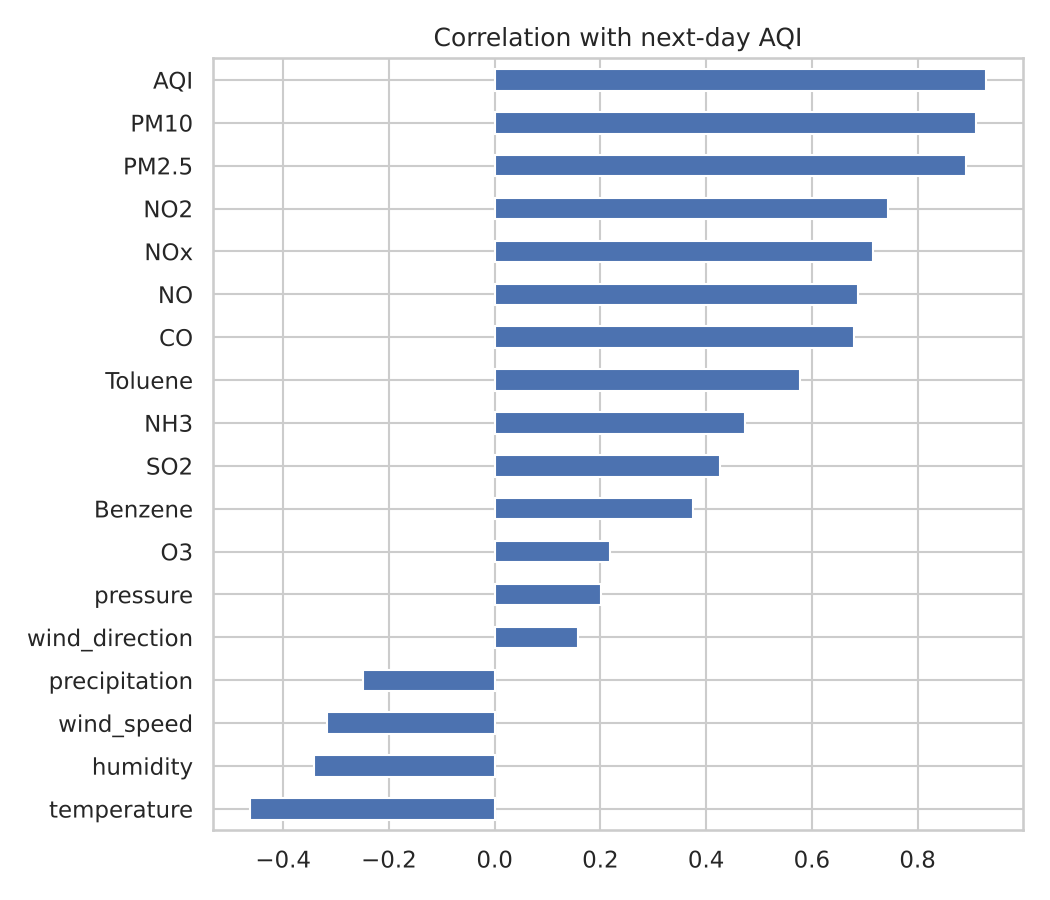 Correlation with next-day AQI
AQI
PM10
PM2.5
NO2
NOx
NO
CO
Toluene
NH3
SO2
Benzene
O3
pressure
wind_direction
precipitation
wind_speed
humidity
temperature
−0.4 −0.2 0.0 0.2 0.4 0.6 0.8